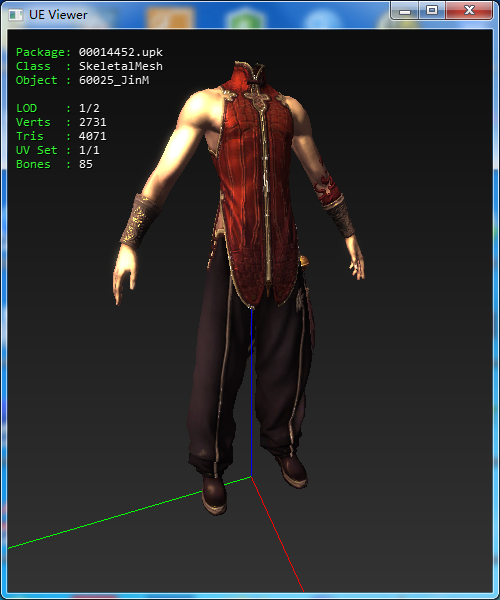 UE Viewer
Package: 00014452.upk
Class : SkeletalMesh
Object : 60025_JinM
LOD : 1/2
Verts : 2731
Tris : 4071
UV Set : 1/1
Bones : 85